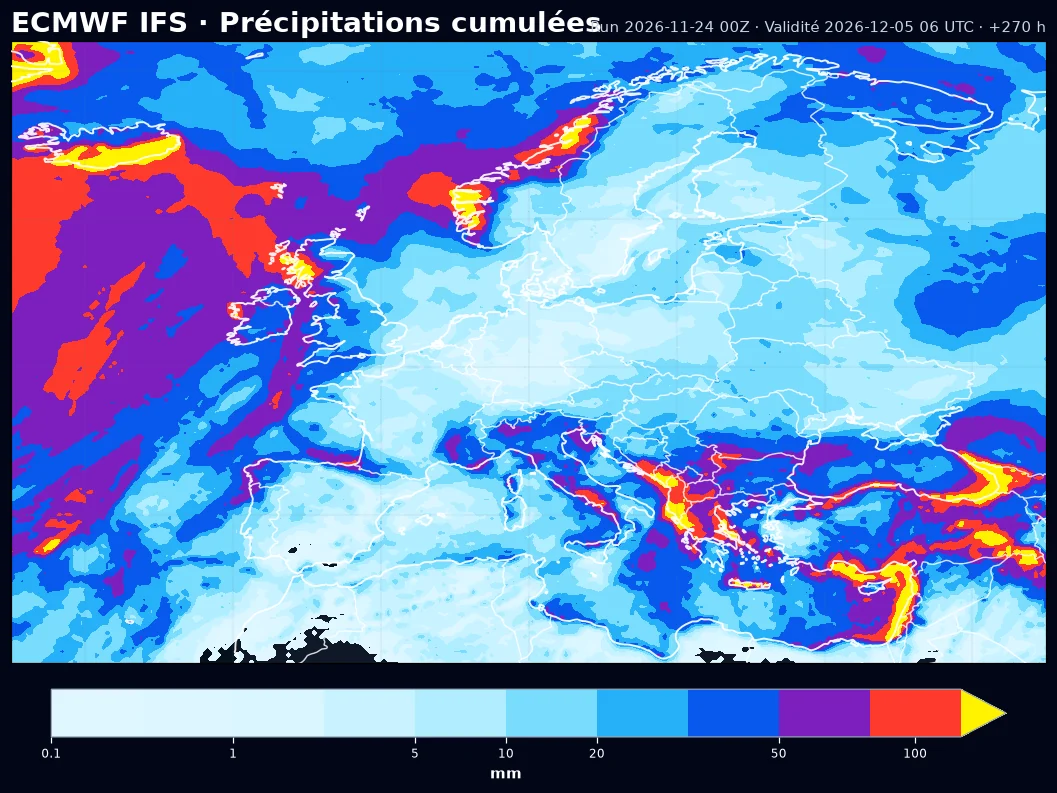 ECMWF IFS · Précipitations cumulées
Run 2026-11-24 00Z · Validité 2026-12-05 06 UTC · +270 h
0.1 1 5 10 20 50 100
mm